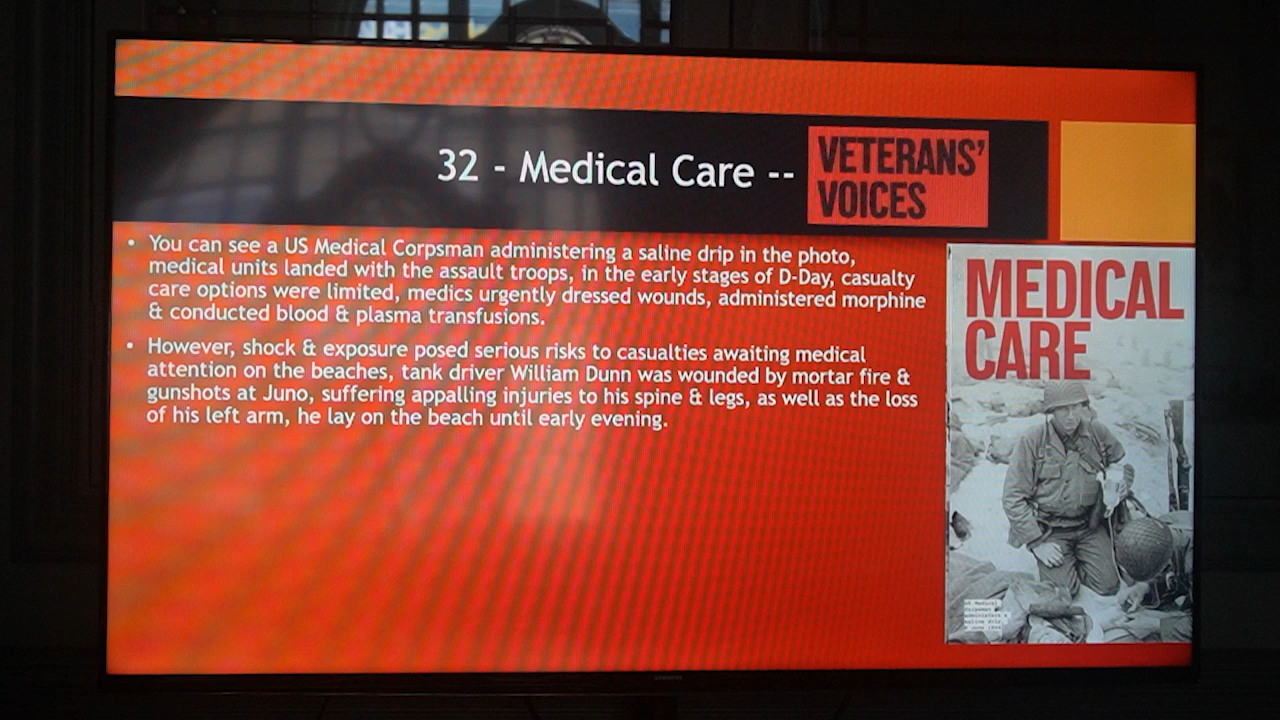 32 - Medical Care --
VETERANS'
VOICES
• You can see a US Medical Corpsman administering a saline drip in the photo,
medical units landed with the assault troops, in the early stages of D-Day, casualty
care options were limited, medics urgently dressed wounds, administered morphine
& conducted blood & plasma transfusions.
• However, shock & exposure posed serious risks to casualties awaiting medical
attention on the beaches, tank driver William Dunn was wounded by mortar fire &
gunshots at Juno, suffering appalling injuries to his spine & legs, as well as the loss
of his left arm, he lay on the beach until early evening.
MEDICAL
CARE
US Medical
Corpsman
saline drip